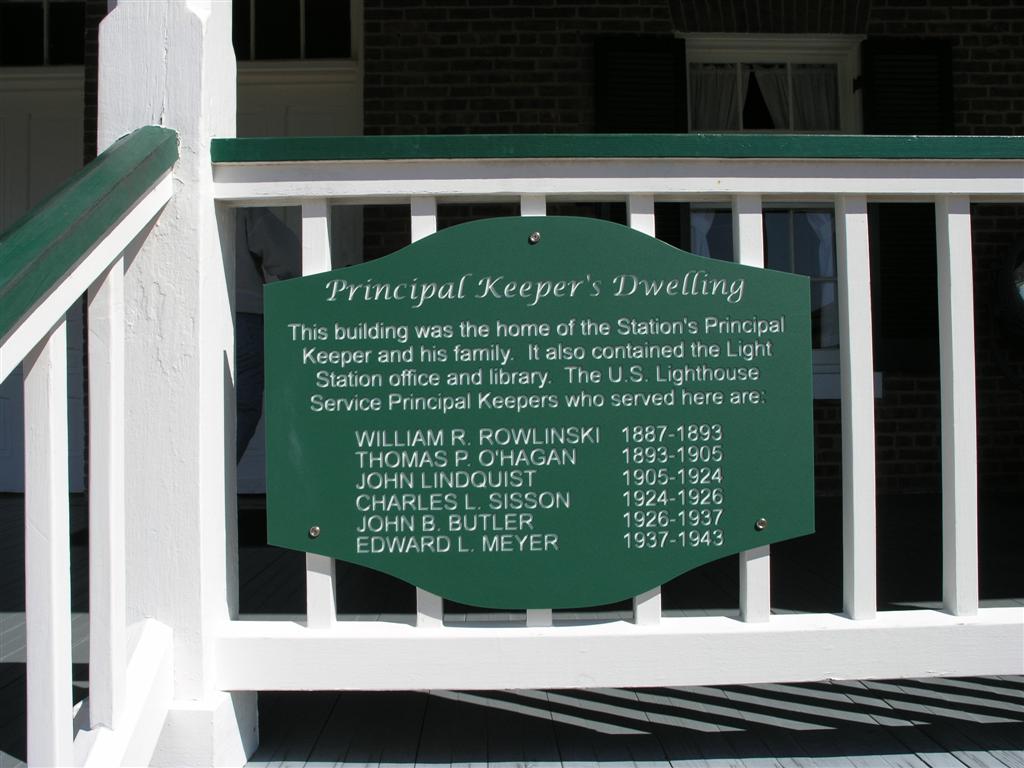 Principal Keeper's Dwelling
This building was the home of the Station's Principal
Keeper and his family. It also contained the Light
Station office and library. The U.S. Lighthouse
Service Principal Keepers who served here are:
WILLIAM R. ROWLINSKI 1887-1893
THOMAS P. O'HAGAN 1893-1905
JOHN LINDQUIST 1905-1924
CHARLES L. SISSON 1924-1926
JOHN B. BUTLER 1926-1937
EDWARD L. MEYER 1937-1943